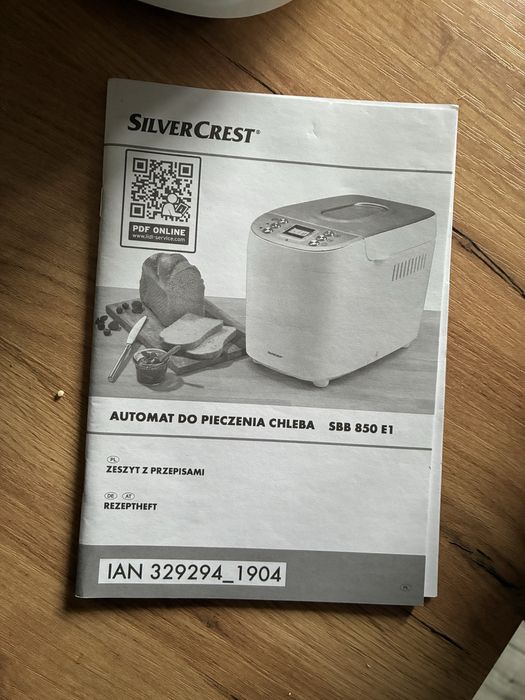 SILVERCREST®
PDF ONLINE
www.lidl-service.com
AUTOMAT DO PIECZENIA CHLEBA SBB 850 E1
PL
ZESZYT Z PRZEPISAMI
DE AT
REZEPTHEFT
IAN 329294_1904